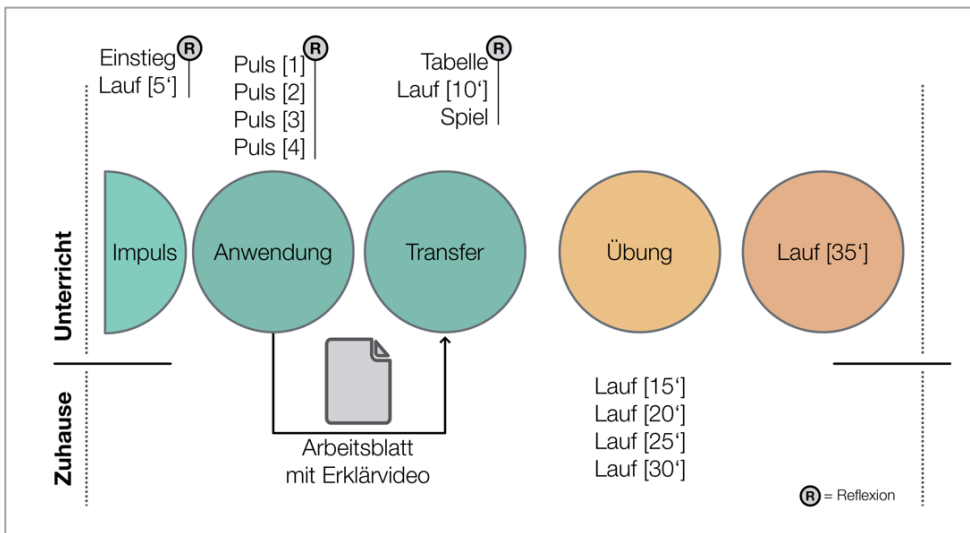 Einstieg
Lauf [5‘]
R
Puls [1]
Puls [2]
Puls [3]
Puls [4]
R
Tabelle
Lauf [10‘]
Spiel
R
Unterricht
Impuls
Anwendung
Transfer
Übung
Lauf [35‘]
Zuhause
Arbeitsblatt
mit Erklärvideo
Lauf [15‘]
Lauf [20‘]
Lauf [25‘]
Lauf [30‘]
R = Reflexion